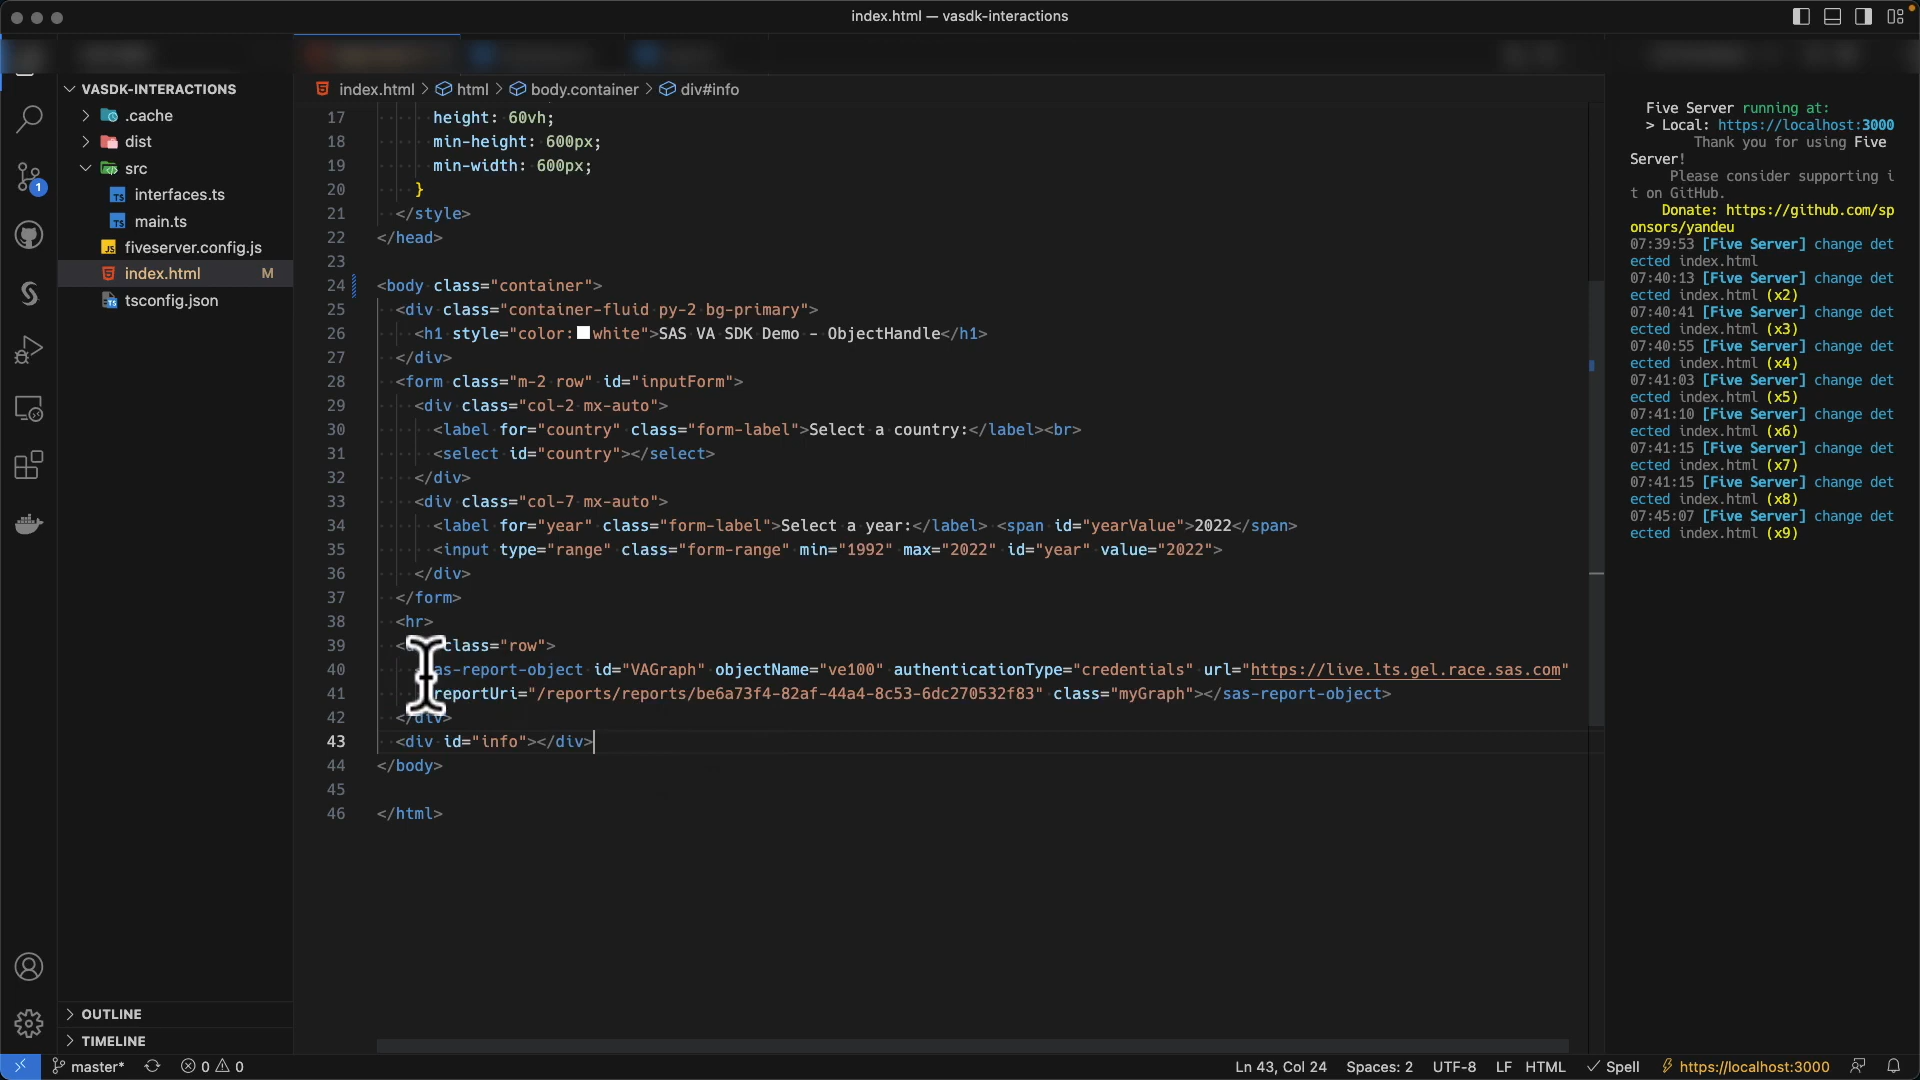 index.html — vasdk-interactions
VASDK-INTERACTIONS
.cache
dist
src
interfaces.ts
main.ts
fiveserver.config.js
index.html M
tsconfig.json
1
OUTLINE
TIMELINE
index.html > html > body.container > div#info
17 height: 60vh;
18 min-height: 600px;
19 min-width: 600px;
20 }
21 </style>
22 </head>
23
24 <body class="container">
25 <div class="container-fluid py-2 bg-primary">
26 <h1 style="color: white">SAS VA SDK Demo - ObjectHandle</h1>
27 </div>
28 <form class="m-2 row" id="inputForm">
29 <div class="col-2 mx-auto">
30 <label for="country" class="form-label">Select a country:</label><br>
31 <select id="country"></select>
32 </div>
33 <div class="col-7 mx-auto">
34 <label for="year" class="form-label">Select a year:</label> <span id="yearValue">2022</span>
35 <input type="range" class="form-range" min="1992" max="2022" id="year" value="2022">
36 </div>
37 </form>
38 <hr>
39 < class="row">
40 as-report-object id="VAGraph" objectName="ve100" authenticationType="credentials" url="https://live.lts.gel.race.sas.com"
41 reportUri="/reports/reports/be6a73f4-82af-44a4-8c53-6dc270532f83" class="myGraph"></sas-report-object>
42 </div>
43 <div id="info"></div>
44 </body>
45
46 </html>
Five Server running at:
> Local: https://localhost:3000
Thank you for using Five
Server!
Please consider supporting i
t on GitHub.
Donate: https://github.com/sp
onsors/yandeu
07:39:53 [Five Server] change det
ected index.html
07:40:13 [Five Server] change det
ected index.html (x2)
07:40:41 [Five Server] change det
ected index.html (x3)
07:40:55 [Five Server] change det
ected index.html (x4)
07:41:03 [Five Server] change det
ected index.html (x5)
07:41:10 [Five Server] change det
ected index.html (x6)
07:41:15 [Five Server] change det
ected index.html (x7)
07:41:15 [Five Server] change det
ected index.html (x8)
07:45:07 [Five Server] change det
ected index.html (x9)
master* 0 0 Ln 43, Col 24 Spaces: 2 UTF-8 LF HTML Spell https://localhost:3000